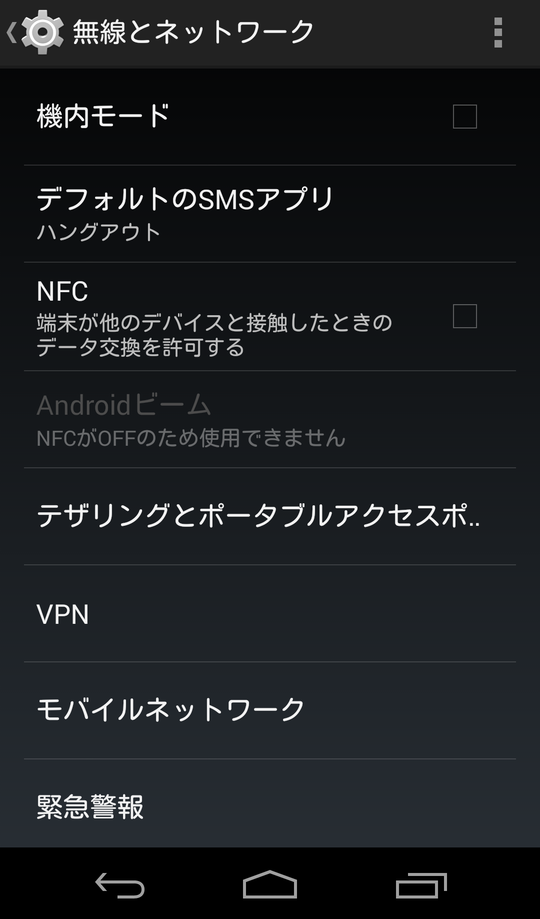 無線とネットワーク
機内モード
デフォルトのSMSアプリ
ハングアウト
NFC
端末が他のデバイスと接触したときの
データ交換を許可する
Androidビーム
NFCがOFFのため使用できません
テザリングとポータブルアクセスポ..
VPN
モバイルネットワーク
緊急警報